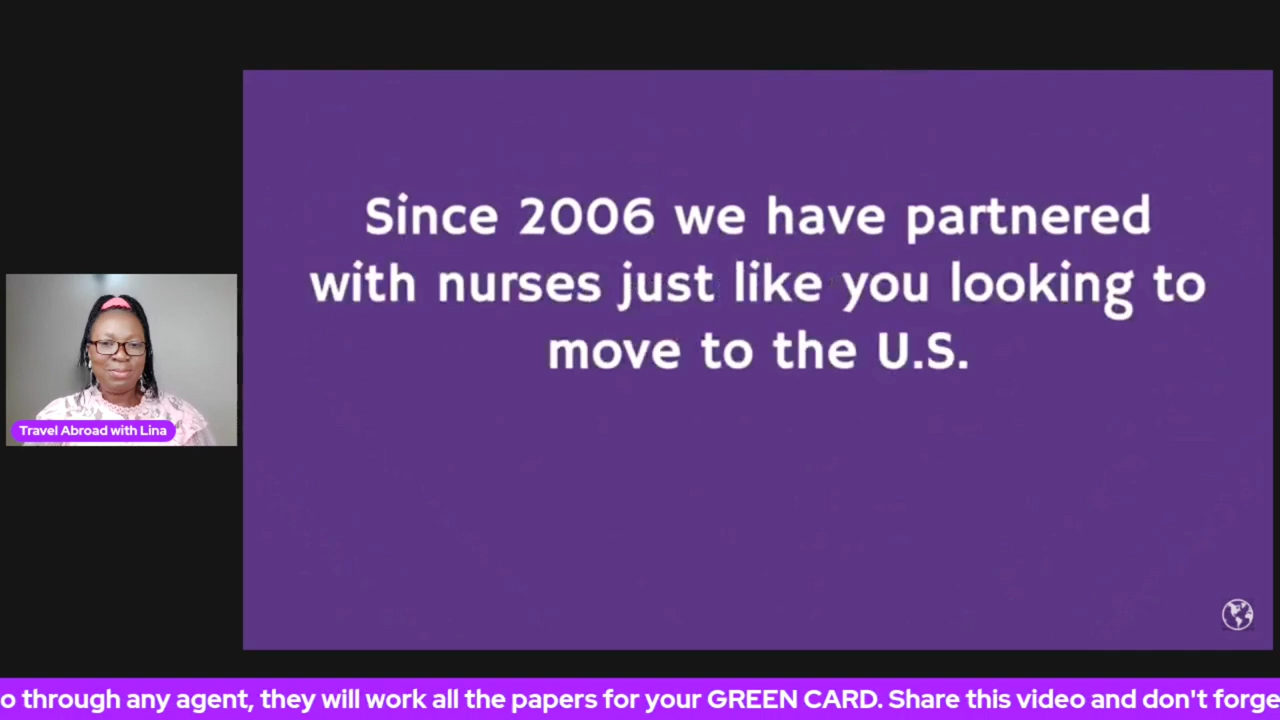 Since 2006 we have partnered
with nurses just like you looking to
move to the U.S.
Travel Abroad with Lina
o through any agent, they will work all the papers for your GREEN CARD. Share this video and don't forge